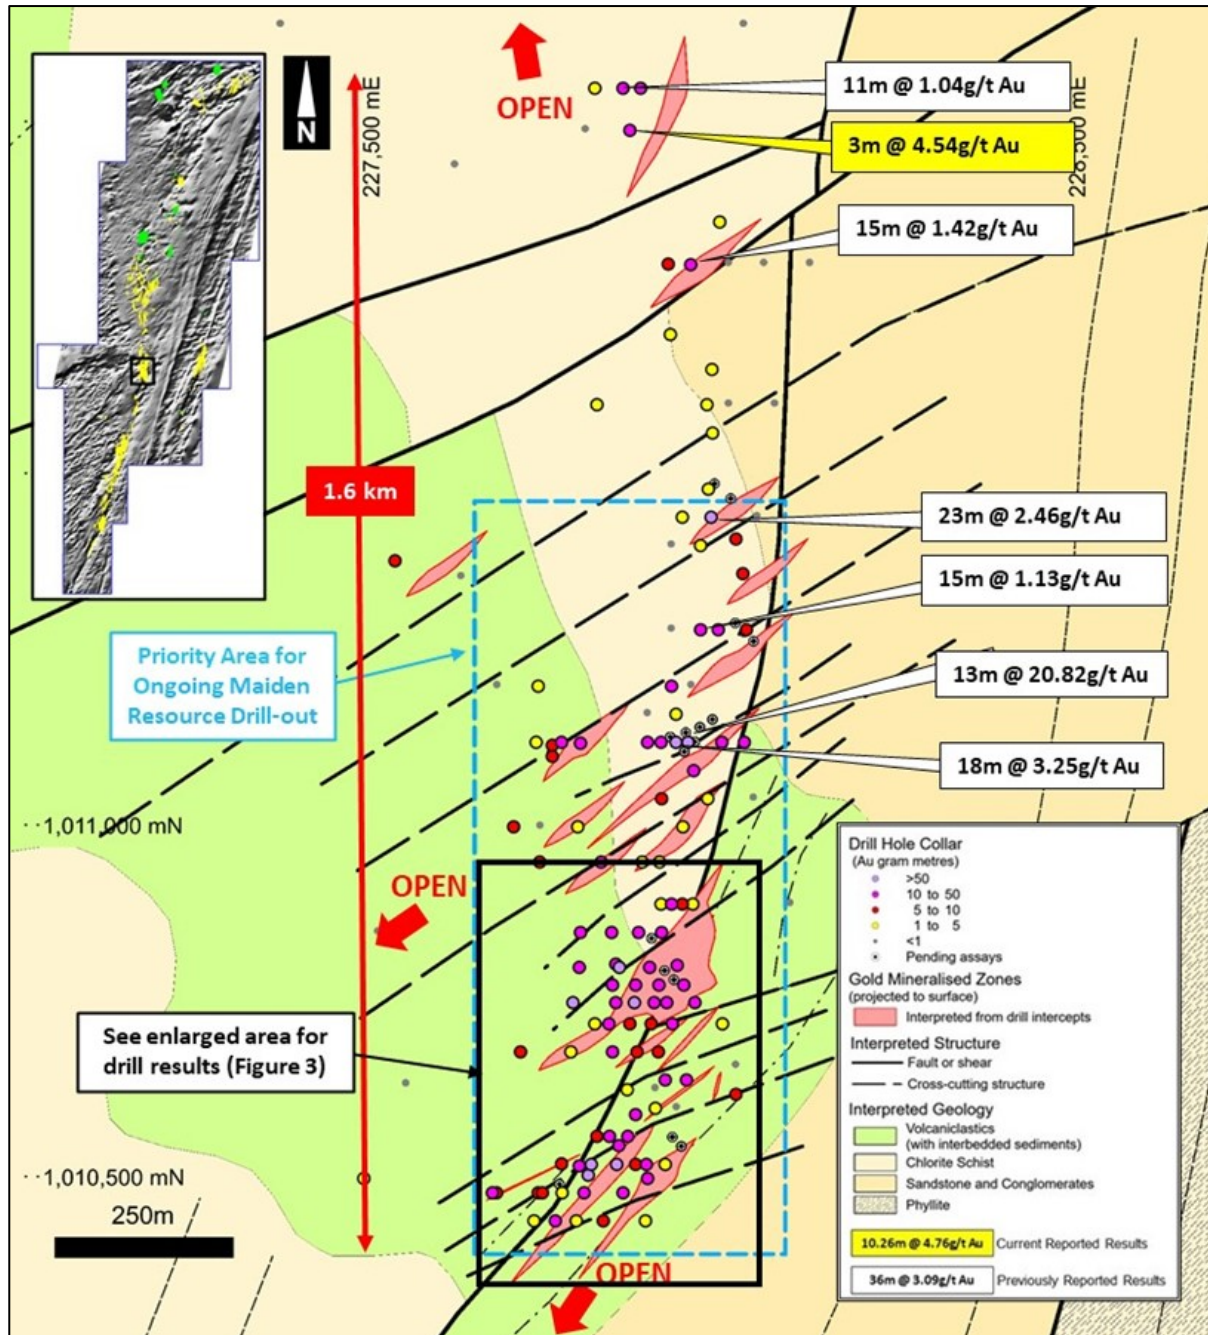 OPEN
N
227,500 mE
11m @ 1.04g/t Au
3m @ 4.54g/t Au
15m @ 1.42g/t Au
1.6 km
23m @ 2.46g/t Au
15m @ 1.13g/t Au
Priority Area for
Ongoing Maiden
Resource Drill-out
13m @ 20.82g/t Au
18m @ 3.25g/t Au
1,011,000 mN
OPEN
See enlarged area for
drill results (Figure 3)
1,010,500 mN
250m
OPEN
Drill Hole Collar
(Au gram metres)
>50
10 to 50
5 to 10
1 to 5
<1
Pending assays
Gold Mineralised Zones
(projected to surface)
Interpreted from drill intercepts
Interpreted Structure
Fault or shear
Cross-cutting structure
Interpreted Geology
Volcaniclastics
(with interbedded sediments)
Chlorite Schist
Sandstone and Conglomerates
Phyllite
10.26m @ 4.76g/t Au Current Reported Results
36m @ 3.09g/t Au Previously Reported Results